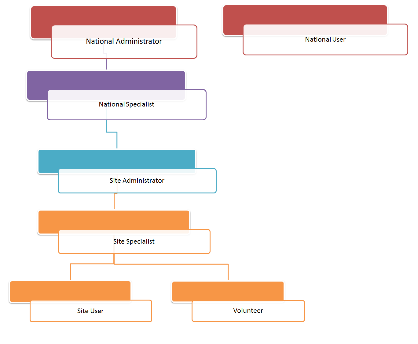 National Administrator
National User
National Specialist
Site Administrator
Site Specialist
Site User
Volunteer